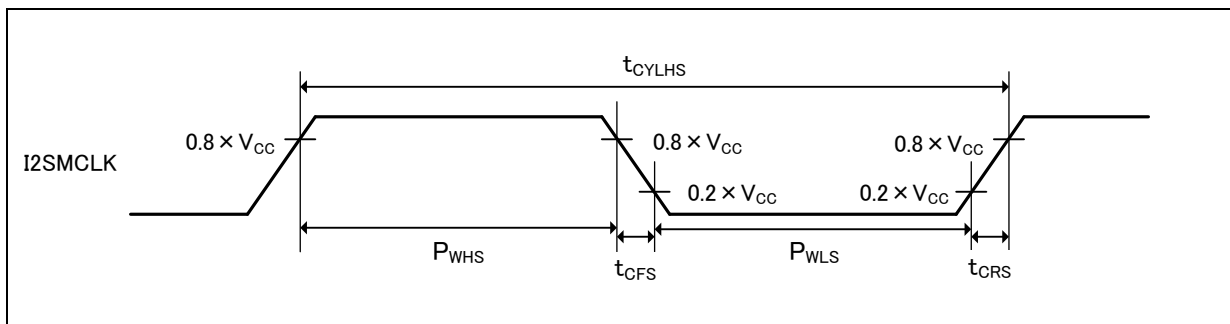 tCYLHS
0.8 × VCC
0.8 × VCC
0.8 × VCC
I2SMCLK
0.2 × VCC
0.2 × VCC
PWHS
tCFS
PWLS
tCRS